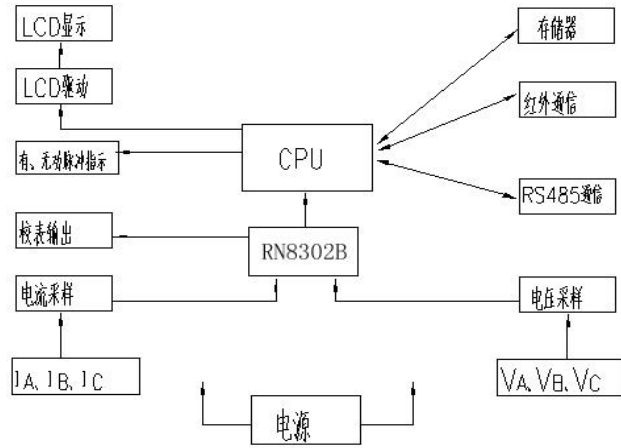 LCD显示
存储器
LCD驱动
红外通信
CPU
有、无功脉冲指示
RS485通信
校表输出
RN8302B
电流采样
电压采样
IA、IB、IC
VA、VB、VC
电源